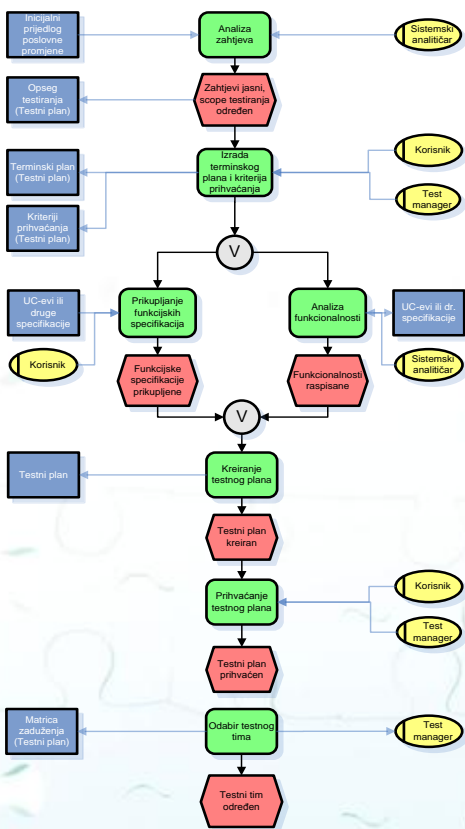 Inicijalni
prijedlog
poslovne
promjene
Analiza
zahtjeva
Sistemski
analitičar
Opseg
testiranja
(Testni plan)
Zahtjevi jasni,
scope testiranja
određen
Terminski plan
(Testni plan)
Izrada
terminskog
plana i kriterija
prihvaćanja
Korisnik
Test
manager
Kriteriji
prihvaćanja
(Testni plan)
V
UC-evi ili
druge
specifikacije
Prikupljanje
funkcijskih
specifikacija
Analiza
funkcionalnosti
UC-evi ili dr.
specifikacije
Korisnik
Funkcijske
specifikacije
prikupljene
Funkcionalnosti
raspisane
Sistemski
analitičar
V
Testni plan
Kreiranje
testnog plana
Testni plan
kreiran
Prihvaćanje
testnog plana
Korisnik
Test
manager
Testni plan
prihvaćen
Matrica
zaduženja
(Testni plan)
Odabir testnog
tima
Test
manager
Testni tim
određen